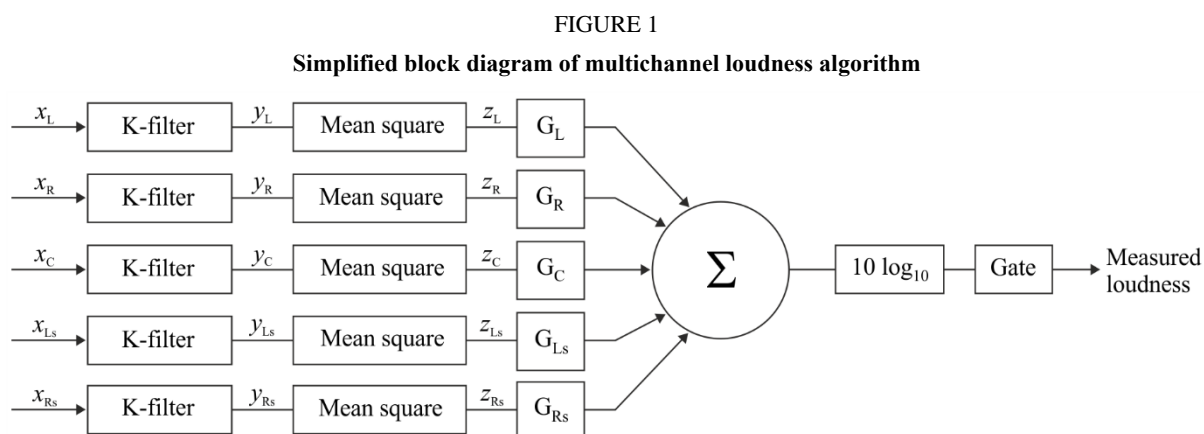 FIGURE 1
Simplified block diagram of multichannel loudness algorithm
x_L K-filter y_L Mean square z_L G_L
x_R K-filter y_R Mean square z_R G_R
x_C K-filter y_C Mean square z_C G_C Σ 10 log_10 Gate Measured
loudness
x_Ls K-filter y_Ls Mean square z_Ls G_Ls
x_Rs K-filter y_Rs Mean square z_Rs G_Rs